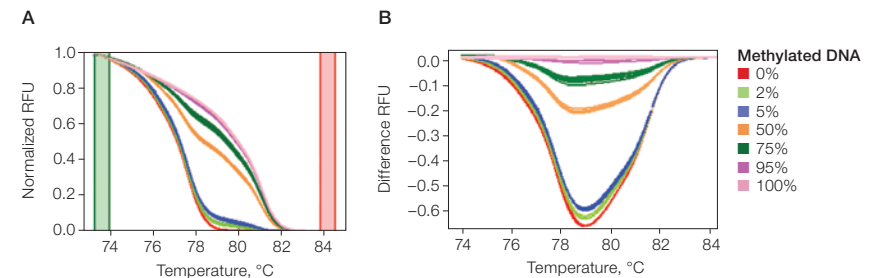 A
Normalized RFU
1.0
0.8
0.6
0.4
0.2
0.0
74 76 78 80 82 84
Temperature, °C
B
Difference RFU
0.0
–0.1
–0.2
–0.3
–0.4
–0.5
–0.6
74 76 78 80 82 84
Temperature, °C
Methylated DNA
0%
2%
5%
50%
75%
95%
100%